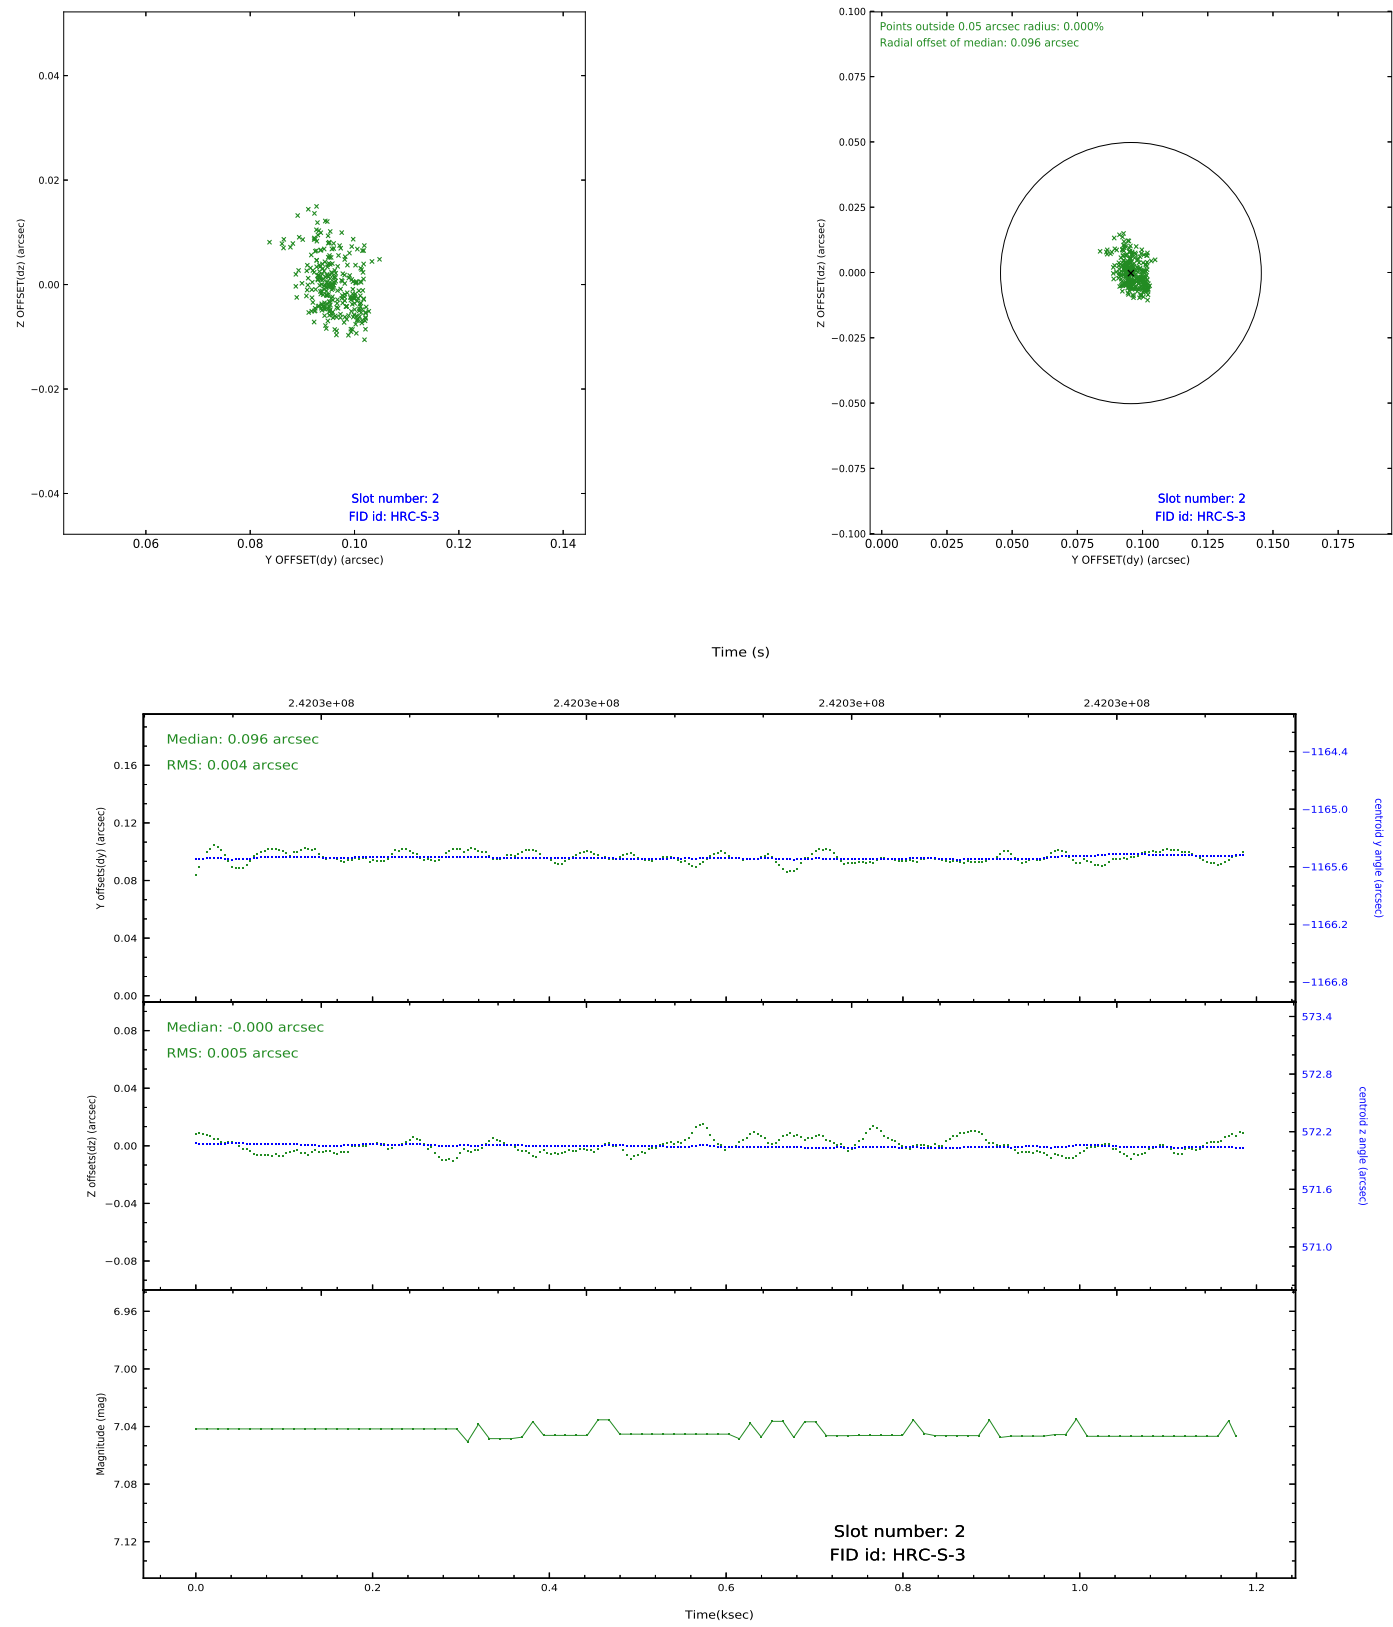 0.04
0.02
0.00
−0.02
−0.04
Z OFFSET(dz) (arcsec)
Slot number: 2
FID id: HRC-S-3
0.06
0.08
0.10
0.12
0.14
Y OFFSET(dy) (arcsec)
0.100
0.075
0.050
0.025
0.000
−0.025
−0.050
−0.075
−0.100
Z OFFSET(dz) (arcsec)
Points outside 0.05 arcsec radius: 0.000%
Radial offset of median: 0.096 arcsec
Slot number: 2
FID id: HRC-S-3
0.000
0.025
0.050
0.075
0.100
0.125
0.150
0.175
Y OFFSET(dy) (arcsec)
Time (s)
2.4203e+08
2.4203e+08
2.4203e+08
2.4203e+08
Median: 0.096 arcsec
RMS: 0.004 arcsec
0.16
0.12
0.08
0.04
0.00
Y offsets(dy) (arcsec)
−1164.4
−1165.0
−1165.6
−1166.2
−1166.8
centroid y angle (arcsec)
Median: -0.000 arcsec
RMS: 0.005 arcsec
0.08
0.04
0.00
−0.04
−0.08
Z offsets(dz) (arcsec)
573.4
572.8
572.2
571.6
571.0
centroid z angle (arcsec)
6.96
7.00
7.04
7.08
7.12
Magnitude (mag)
Slot number: 2
FID id: HRC-S-3
0.0
0.2
0.4
0.6
0.8
1.0
1.2
Time(ksec)